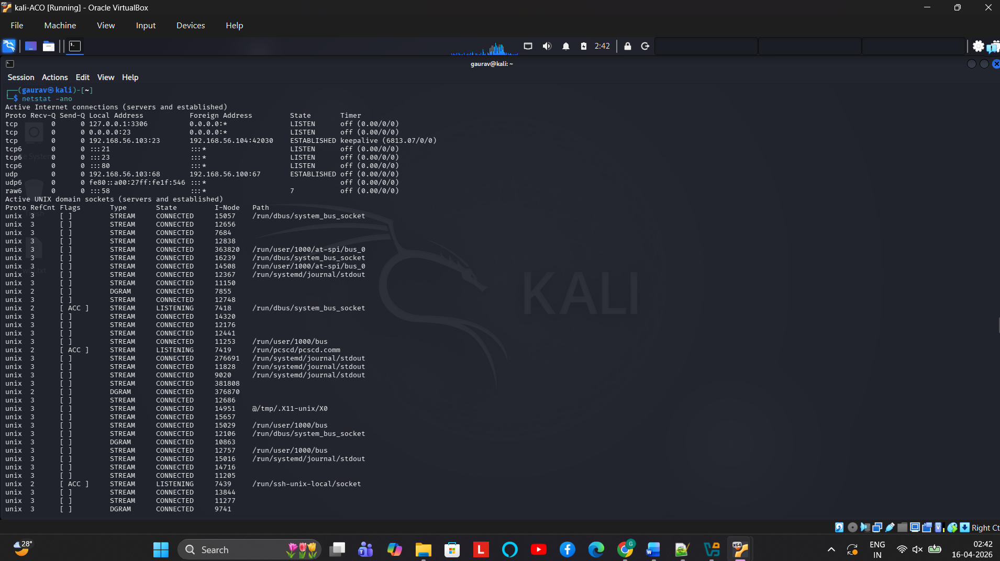 kali-ACO [Running] - Oracle VirtualBox
File Machine View Input Devices Help
2:42
gaurav@kali: ~
Session Actions Edit View Help
┌──(gaurav㉿kali)-[~]
└─$ netstat -ano
Active Internet connections (servers and established)
Proto Recv-Q Send-Q Local Address Foreign Address State Timer
tcp 0 0 127.0.0.1:3306 0.0.0.0:* LISTEN off (0.00/0/0)
tcp 0 0 0.0.0.0:23 0.0.0.0:* LISTEN off (0.00/0/0)
tcp 0 0 192.168.56.103:23 192.168.56.104:42030 ESTABLISHED keepalive (6813.07/0/0)
tcp6 0 0 :::21 :::* LISTEN off (0.00/0/0)
tcp6 0 0 :::23 :::* LISTEN off (0.00/0/0)
tcp6 0 0 :::80 :::* LISTEN off (0.00/0/0)
udp 0 0 192.168.56.103:68 192.168.56.100:67 ESTABLISHED off (0.00/0/0)
udp6 0 0 fe80::a00:27ff:fe1f:546 :::* off (0.00/0/0)
raw6 0 0 :::58 :::* 7 off (0.00/0/0)
Active UNIX domain sockets (servers and established)
Proto RefCnt Flags Type State I-Node Path
unix 3 [ ] STREAM CONNECTED 15057 /run/dbus/system_bus_socket
unix 3 [ ] STREAM CONNECTED 12656
unix 3 [ ] STREAM CONNECTED 7684
unix 3 [ ] STREAM CONNECTED 12838
unix 3 [ ] STREAM CONNECTED 363820 /run/user/1000/at-spi/bus_0
unix 3 [ ] STREAM CONNECTED 16239 /run/dbus/system_bus_socket
unix 3 [ ] STREAM CONNECTED 14508 /run/user/1000/at-spi/bus_0
unix 3 [ ] STREAM CONNECTED 12367 /run/systemd/journal/stdout
unix 3 [ ] STREAM CONNECTED 11150
unix 2 [ ] DGRAM CONNECTED 7855
unix 3 [ ] STREAM CONNECTED 12748
unix 2 [ ACC ] STREAM LISTENING 7418 /run/dbus/system_bus_socket
unix 3 [ ] STREAM CONNECTED 14320
unix 3 [ ] STREAM CONNECTED 12176
unix 3 [ ] STREAM CONNECTED 12441
unix 3 [ ] STREAM CONNECTED 11253 /run/user/1000/bus
unix 2 [ ACC ] STREAM LISTENING 7419 /run/pcscd/pcscd.comm
unix 3 [ ] STREAM CONNECTED 276691 /run/systemd/journal/stdout
unix 3 [ ] STREAM CONNECTED 11828 /run/systemd/journal/stdout
unix 3 [ ] STREAM CONNECTED 9020 /run/systemd/journal/stdout
unix 3 [ ] STREAM CONNECTED 381808
unix 2 [ ] DGRAM CONNECTED 376870
unix 3 [ ] STREAM CONNECTED 12686
unix 3 [ ] STREAM CONNECTED 14951 @/tmp/.X11-unix/X0
unix 3 [ ] STREAM CONNECTED 15657
unix 3 [ ] STREAM CONNECTED 15029 /run/user/1000/bus
unix 3 [ ] STREAM CONNECTED 12106 /run/dbus/system_bus_socket
unix 3 [ ] DGRAM CONNECTED 10863
unix 3 [ ] STREAM CONNECTED 12757 /run/user/1000/bus
unix 3 [ ] STREAM CONNECTED 15016 /run/systemd/journal/stdout
unix 3 [ ] STREAM CONNECTED 14716
unix 3 [ ] STREAM CONNECTED 11205
unix 2 [ ACC ] STREAM LISTENING 7439 /run/ssh-unix-local/socket
unix 3 [ ] STREAM CONNECTED 13844
unix 3 [ ] STREAM CONNECTED 11277
unix 3 [ ] DGRAM CONNECTED 9741
KALI
Right Ct
28°
Search
ENG
IN
02:42
16-04-2026